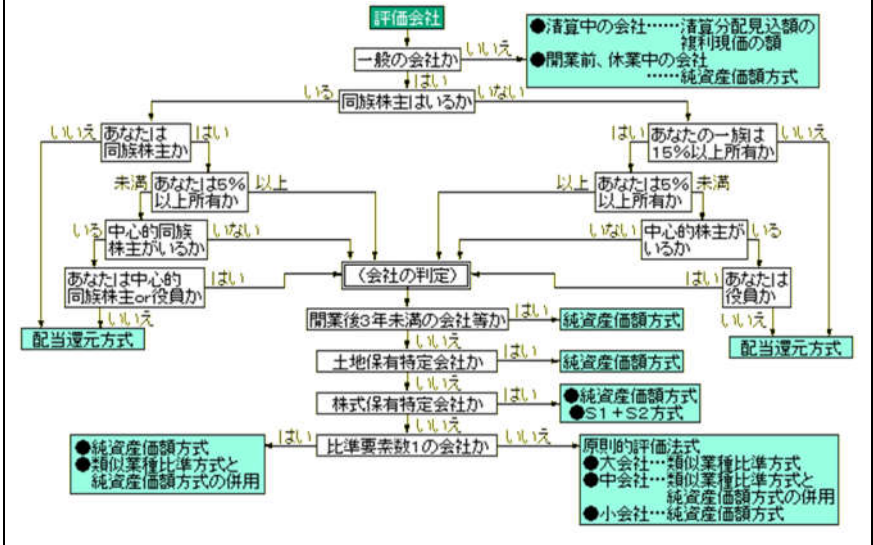 評価会社
●清算中の会社……清算分配見込額の
複利現価の額
●開業前、休業中の会社
……純資産価額方式
一般の会社か
いいえ
はい
いる
同族株主はいるか
いない
いいえ
あなたは
同族株主か
はい
はい
あなたの一族は
15%以上所有か
いいえ
未満
あなたは5%
以上所有か
以上
以上
あなたは5%
以上所有か
未満
いる
中心的同族
株主がいるか
いない
いない
中心的株主が
いるか
いる
あなたは中心的
同族株主or役員か
はい
〈会社の判定〉
はい
あなたは
役員か
いいえ
いいえ
配当還元方式
配当還元方式
開業後3年未満の会社等か
はい
純資産価額方式
いいえ
土地保有特定会社か
はい
純資産価額方式
いいえ
株式保有特定会社か
はい
●純資産価額方式
●S1+S2方式
いいえ
●純資産価額方式
●類似業種比準方式と
純資産価額方式の併用
はい
比準要素数1の会社か
いいえ
原則的評価法式
●大会社…類似業種比準方式
●中会社…類似業種比準方式と
純資産価額方式の併用
●小会社…純資産価額方式